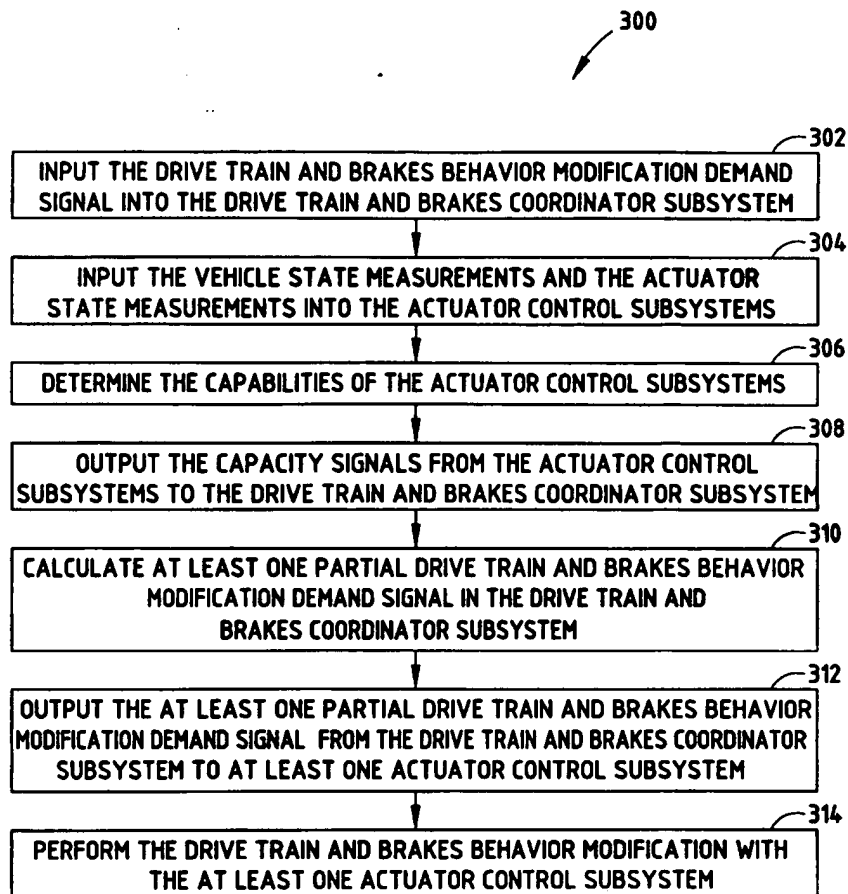 300
302
INPUT THE DRIVE TRAIN AND BRAKES BEHAVIOR MODIFICATION DEMAND
SIGNAL INTO THE DRIVE TRAIN AND BRAKES COORDINATOR SUBSYSTEM
304
INPUT THE VEHICLE STATE MEASUREMENTS AND THE ACTUATOR
STATE MEASUREMENTS INTO THE ACTUATOR CONTROL SUBSYSTEMS
306
DETERMINE THE CAPABILITIES OF THE ACTUATOR CONTROL SUBSYSTEMS
308
OUTPUT THE CAPACITY SIGNALS FROM THE ACTUATOR CONTROL
SUBSYSTEMS TO THE DRIVE TRAIN AND BRAKES COORDINATOR SUBSYSTEM
310
CALCULATE AT LEAST ONE PARTIAL DRIVE TRAIN AND BRAKES BEHAVIOR
MODIFICATION DEMAND SIGNAL IN THE DRIVE TRAIN AND
BRAKES COORDINATOR SUBSYSTEM
312
OUTPUT THE AT LEAST ONE PARTIAL DRIVE TRAIN AND BRAKES BEHAVIOR
MODIFICATION DEMAND SIGNAL FROM THE DRIVE TRAIN AND BRAKES COORDINATOR
SUBSYSTEM TO AT LEAST ONE ACTUATOR CONTROL SUBSYSTEM
314
PERFORM THE DRIVE TRAIN AND BRAKES BEHAVIOR MODIFICATION WITH
THE AT LEAST ONE ACTUATOR CONTROL SUBSYSTEM